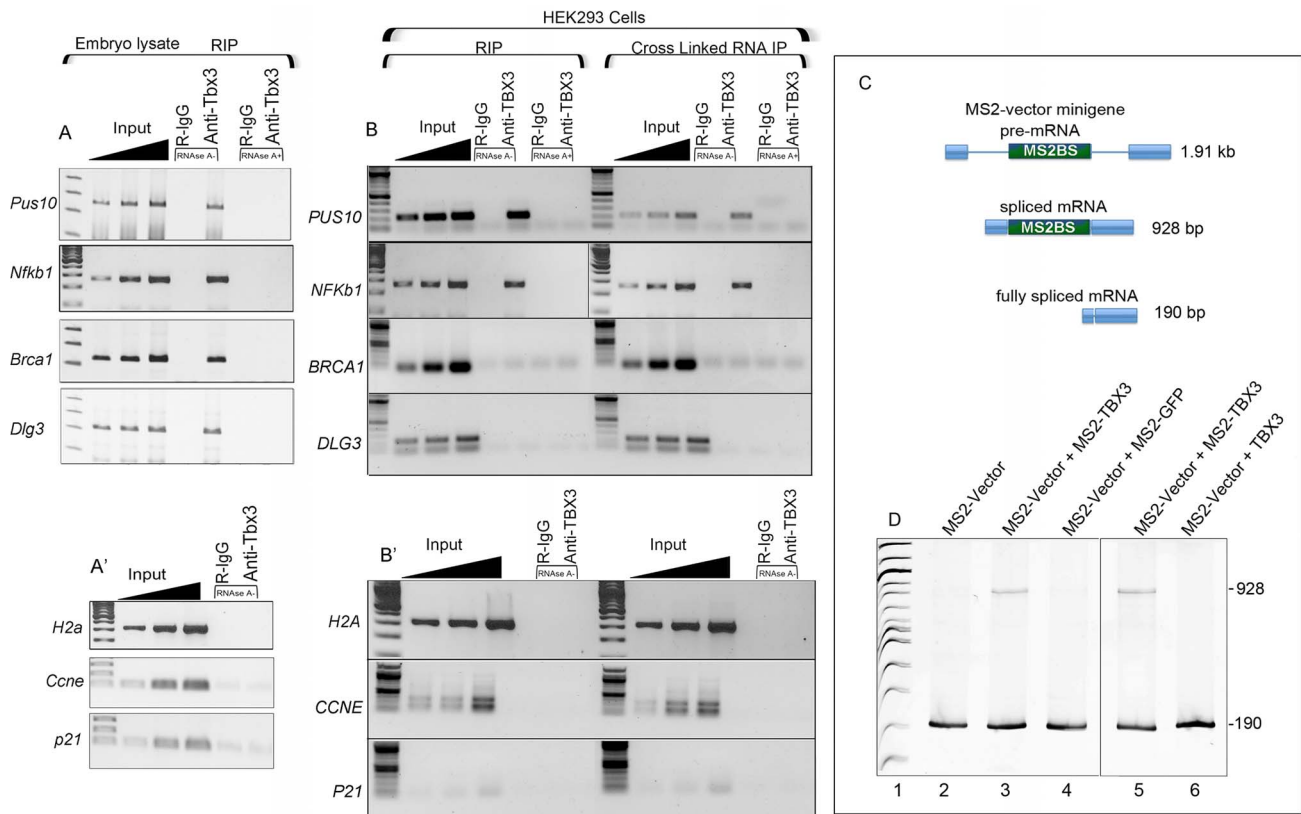 HEK293 Cells
Embryo lysate RIP
RIP
Cross Linked RNA IP
A
Input
R-IgG
Anti-Tbx3
RNAse A-
R-IgG
Anti-Tbx3
RNAse A+
Pus10
Nfkb1
Brca1
Dlg3
B
Input
R-IgG
Anti-TBX3
RNAse A-
R-IgG
Anti-TBX3
RNAse A+
Input
R-IgG
Anti-TBX3
RNAse A-
R-IgG
Anti-TBX3
RNAse A+
PUS10
NFKb1
BRCA1
DLG3
A'
Input
R-IgG
Anti-Tbx3
RNAse A-
H2a
Ccne
p21
B'
Input
R-IgG
Anti-TBX3
RNAse A-
Input
R-IgG
Anti-TBX3
RNAse A-
H2A
CCNE
P21
C
MS2-vector minigene
pre-mRNA
MS2BS
1.91 kb
spliced mRNA
MS2BS
928 bp
fully spliced mRNA
190 bp
D
MS2-Vector
MS2-Vector + MS2-TBX3
MS2-Vector + MS2-GFP
MS2-Vector + MS2-TBX3
MS2-Vector + TBX3
-928
-190
1 2 3 4 5 6